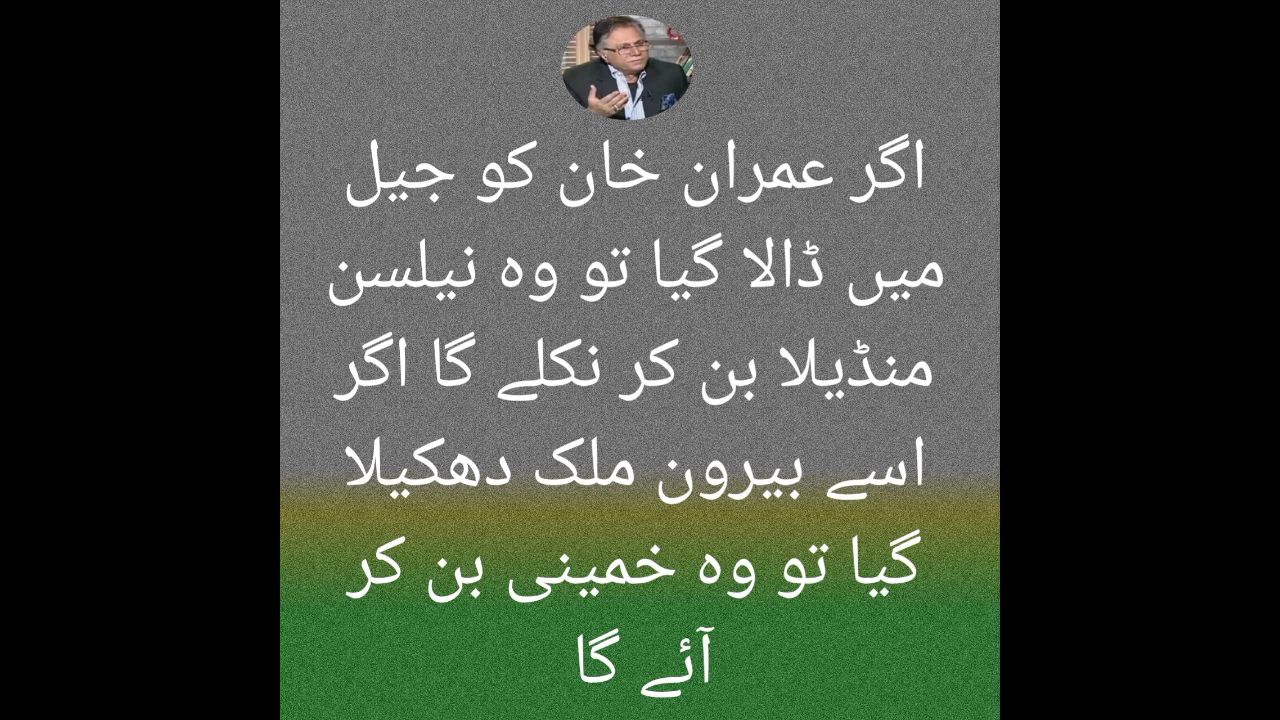 اگر عمران خان کو جیل
میں ڈالا گیا تو وہ نیلسن
منڈیلا بن کر نکلے گا اگر
اسے بیرون ملک دھکیلا
گیا تو وہ خمینی بن کر
آئے گا